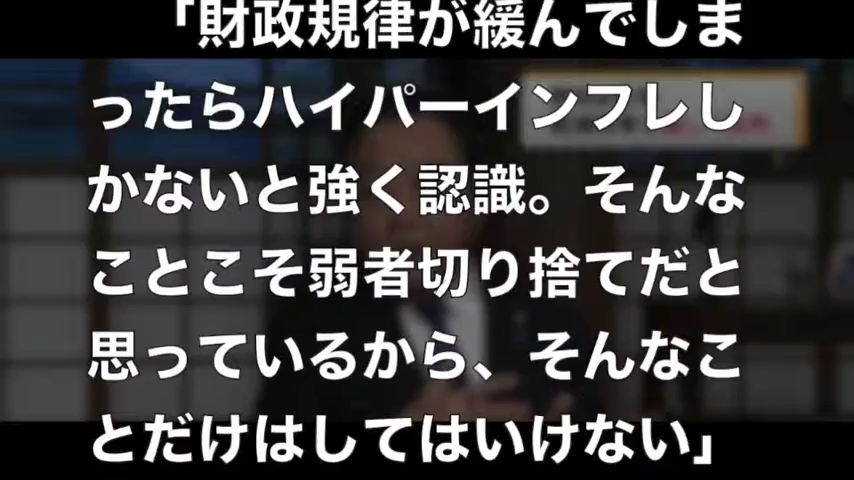 「財政規律が緩んでしま
ったらハイパーインフレし
かないと強く認識。そんな
ことこそ弱者切り捨てだと
思っているから、そんなこ
とだけはしてはいけない」